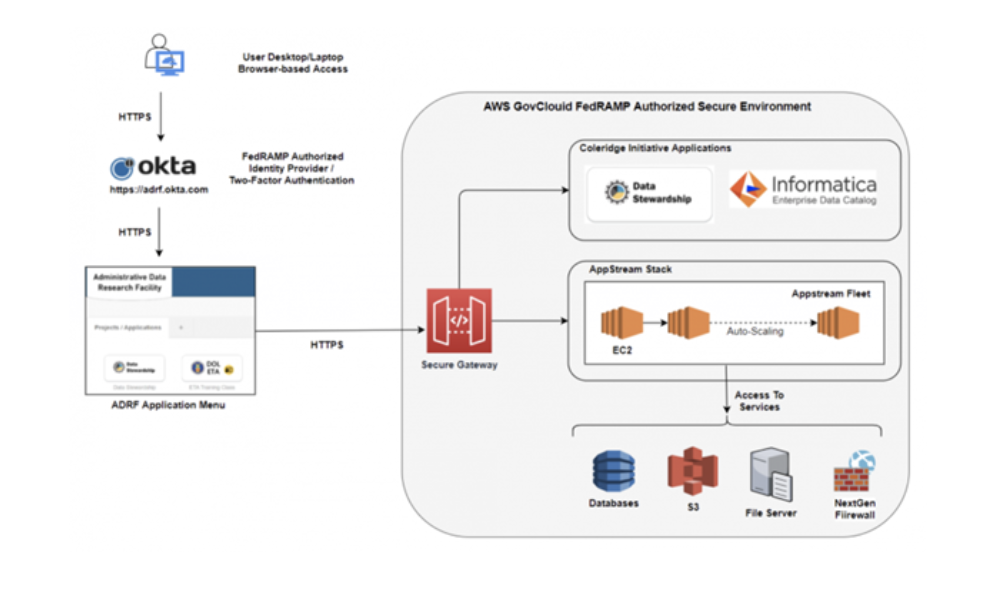 User Desktop/Laptop
Browser-based Access
HTTPS
okta
https://adrf.okta.com
FedRAMP Authorized
Identity Provider /
Two-Factor Authentication
HTTPS
Administrative Data
Research Facility
Projects / Applications
Data
Stewardship
DOL
ETA
Data Stewardship
ETA Training Class
ADRF Application Menu
HTTPS
AWS GovClouid FedRAMP Authorized Secure Environment
Secure Gateway
Coleridge Initiative Applications
Data
Stewardship
Informatica
Enterprise Data Catalog
AppStream Stack
Appstream Fleet
EC2
Auto-Scaling
Access To
Services
Databases
S3
File Server
NextGen
Fiirewall